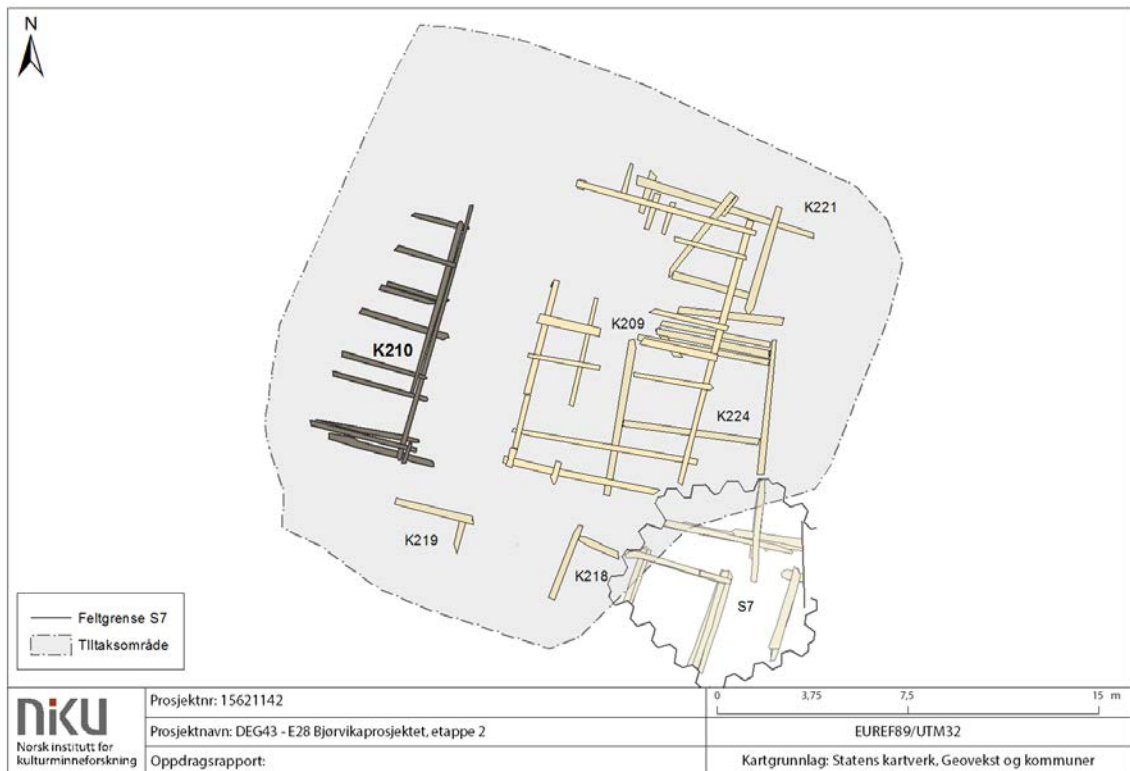 N
K221
K209
K210
K224
K219
K218
S7
Feltgrense S7
TIltaksområde
niku
Norsk institutt for
kulturminneforskning
Prosjektnr: 15621142
Prosjektnavn: DEG43 - E28 Bjørvikaprosjektet, etappe 2
Oppdragsrapport:
0 3,75 7,5 15 m
EUREF89/UTM32
Kartgrunnlag: Statens kartverk, Geovekst og kommuner